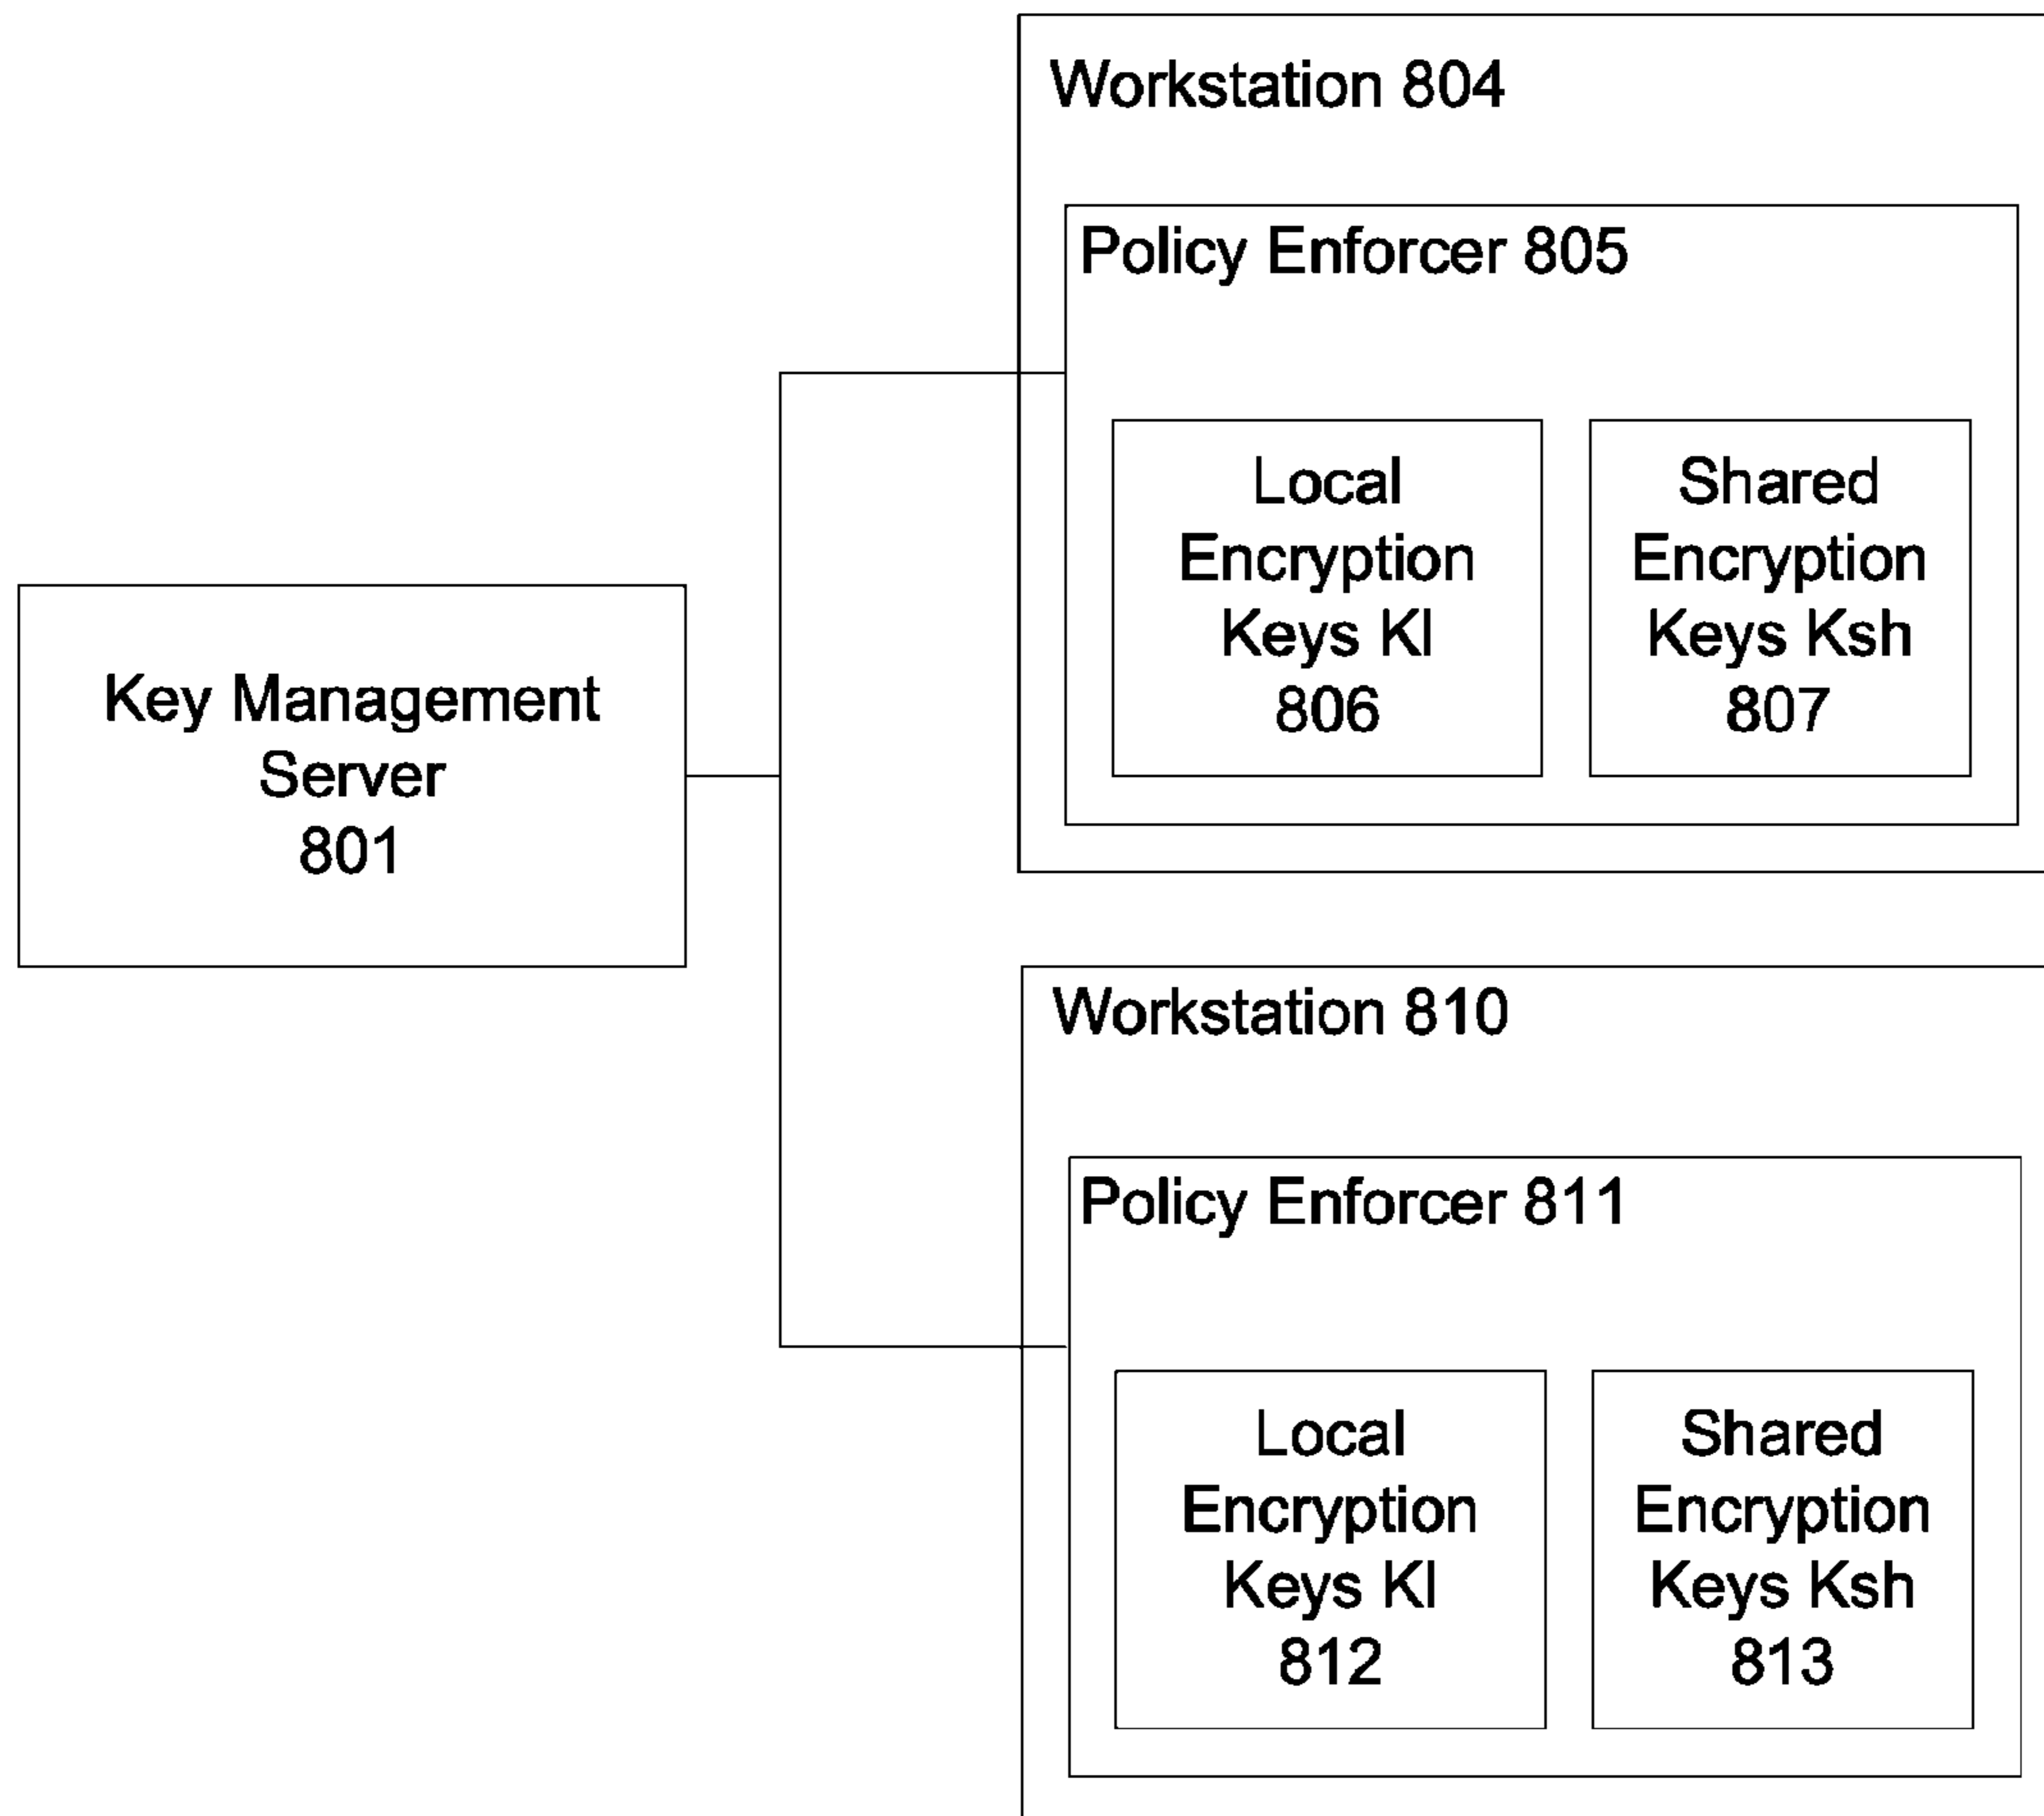 Workstation 804
Policy Enforcer 805
Local
Encryption
Keys Kl
806
Shared
Encryption
Keys Ksh
807
Key Management
Server
801
Workstation 810
Policy Enforcer 811
Local
Encryption
Keys Kl
812
Shared
Encryption
Keys Ksh
813